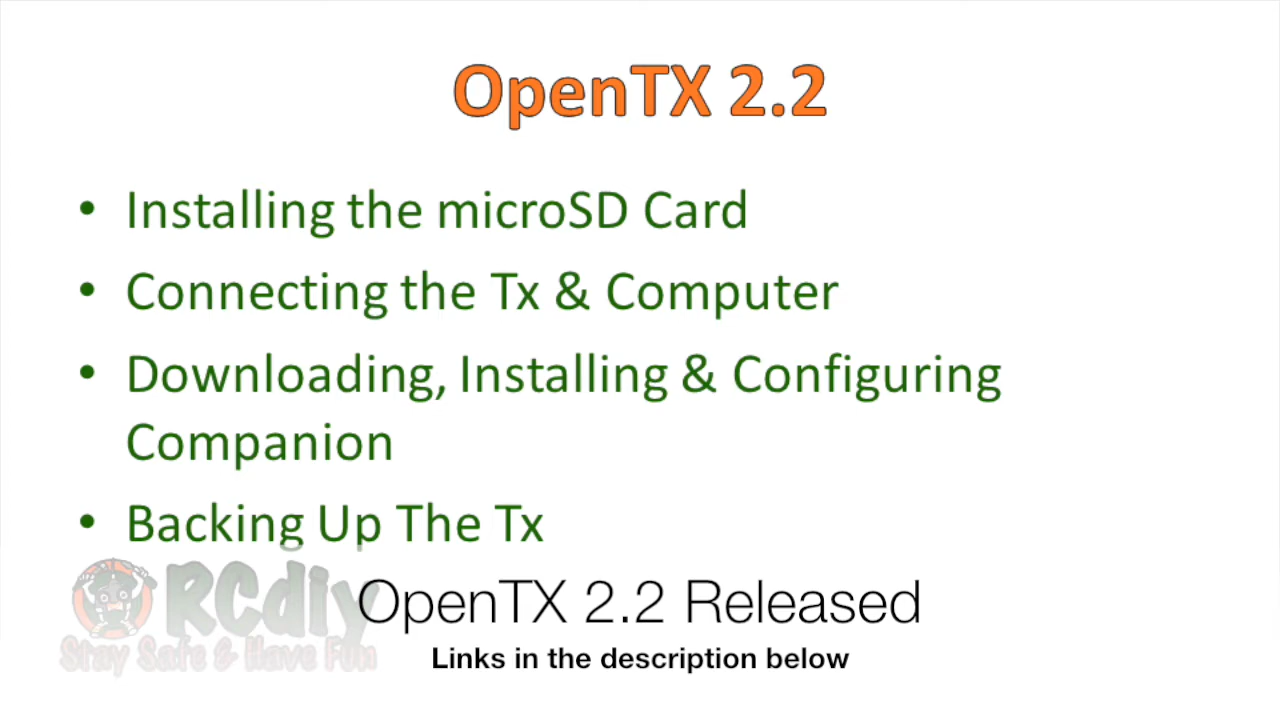 OpenTX 2.2
• Installing the microSD Card
• Connecting the Tx & Computer
• Downloading, Installing & Configuring
Companion
• Backing Up The Tx
RCdiy
OpenTX 2.2 Released
Stay Safe & Have Fun
Links in the description below